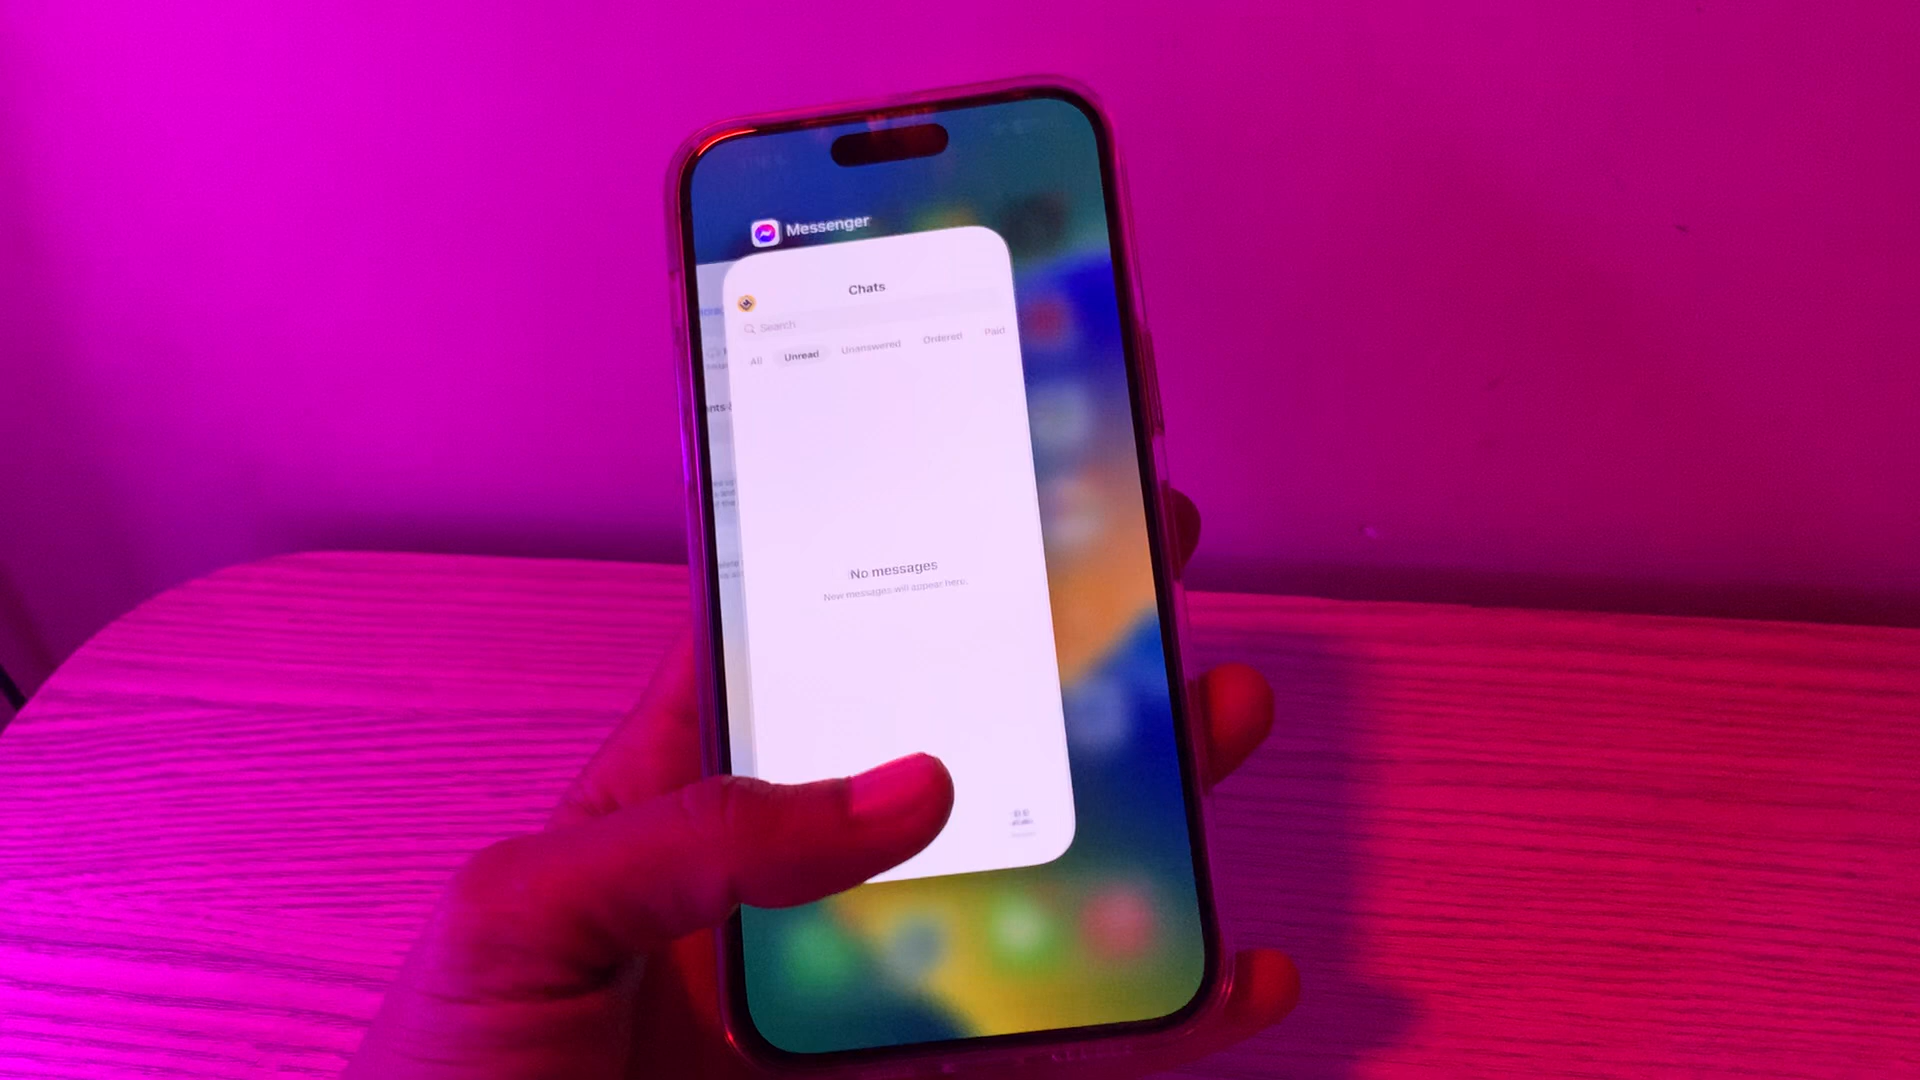 Messenger
Chats
Search
All Unread Unanswered Ordered Paid
No messages
New messages will appear here.